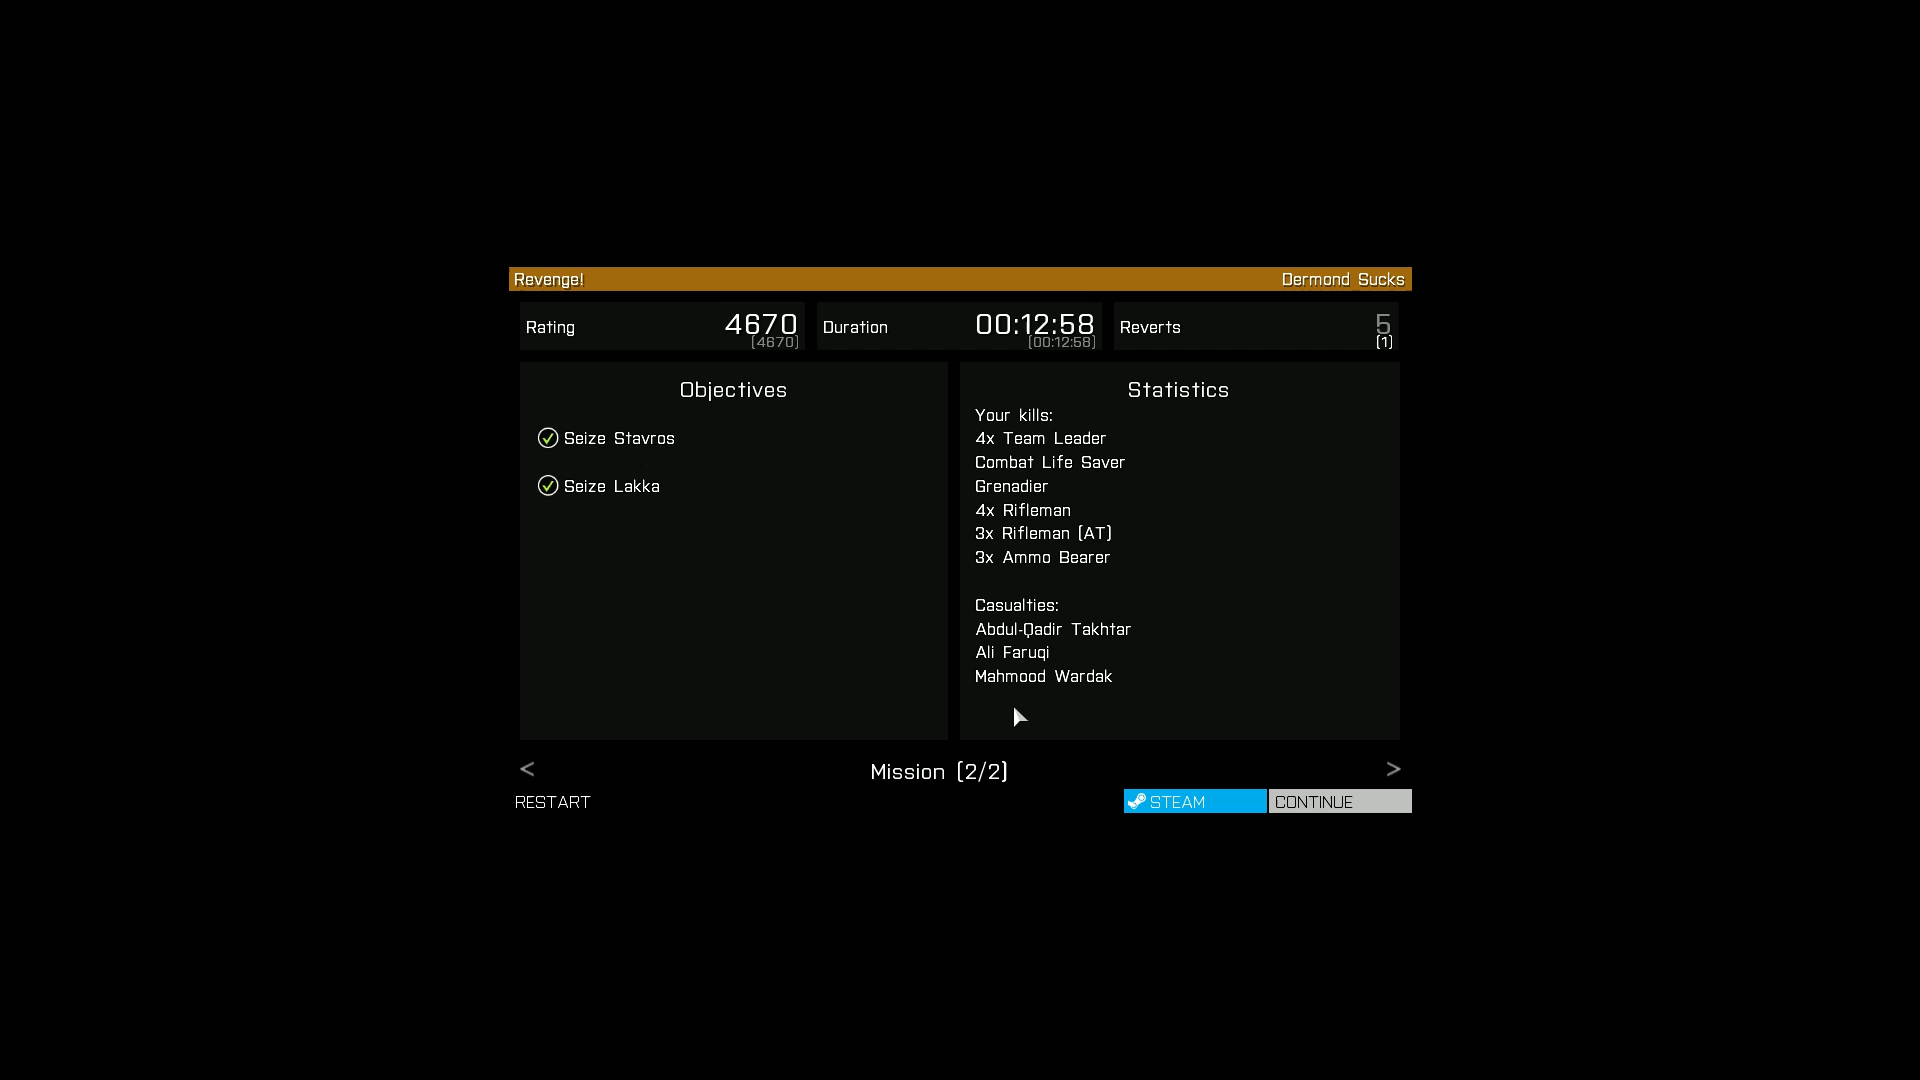 Revenge! Dermond Sucks
Rating 4670 Duration 00:12:58 Reverts 5
(4670) (00:12:58) (1)
Objectives
Seize Stavros
Seize Lakka
Statistics
Your kills:
4x Team Leader
Combat Life Saver
Grenadier
4x Rifleman
3x Rifleman (AT)
3x Ammo Bearer
Casualties:
Abdul-Qadir Takhtar
Ali Faruqi
Mahmood Wardak
< Mission (2/2) >
RESTART STEAM CONTINUE